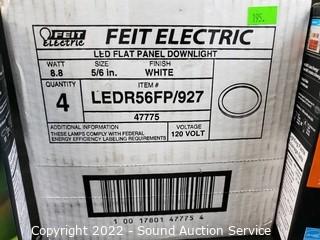 195.
FEIT Electric
FEIT ELECTRIC
LED FLAT PANEL DOWNLIGHT
WATT SIZE FINISH
8.8 5/6 in. WHITE
QUANTITY ITEM #
4 LEDR56FP/927
47775
ADDITIONAL INFORMATION VOLTAGE
THESE LAMPS COMPLY WITH FEDERAL 120 VOLT
ENERGY EFFICIENCY LABELING REQUIREMENTS
1 00 17801 47775 4
Copyright 2022 - Sound Auction Service